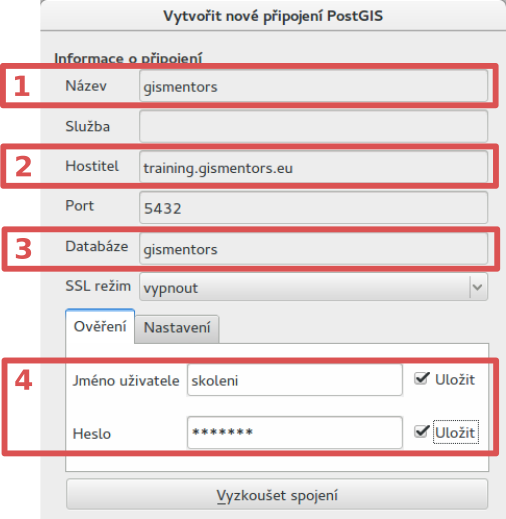 Vytvořit nové připojení PostGIS
Informace o připojení
1 Název gismentors
Služba
2 Hostitel training.gismentors.eu
Port 5432
3 Databáze gismentors
SSL režim vypnout
Ověření Nastavení
4 Jméno uživatele skoleni Uložit
Heslo ******* Uložit
Vyzkoušet spojení